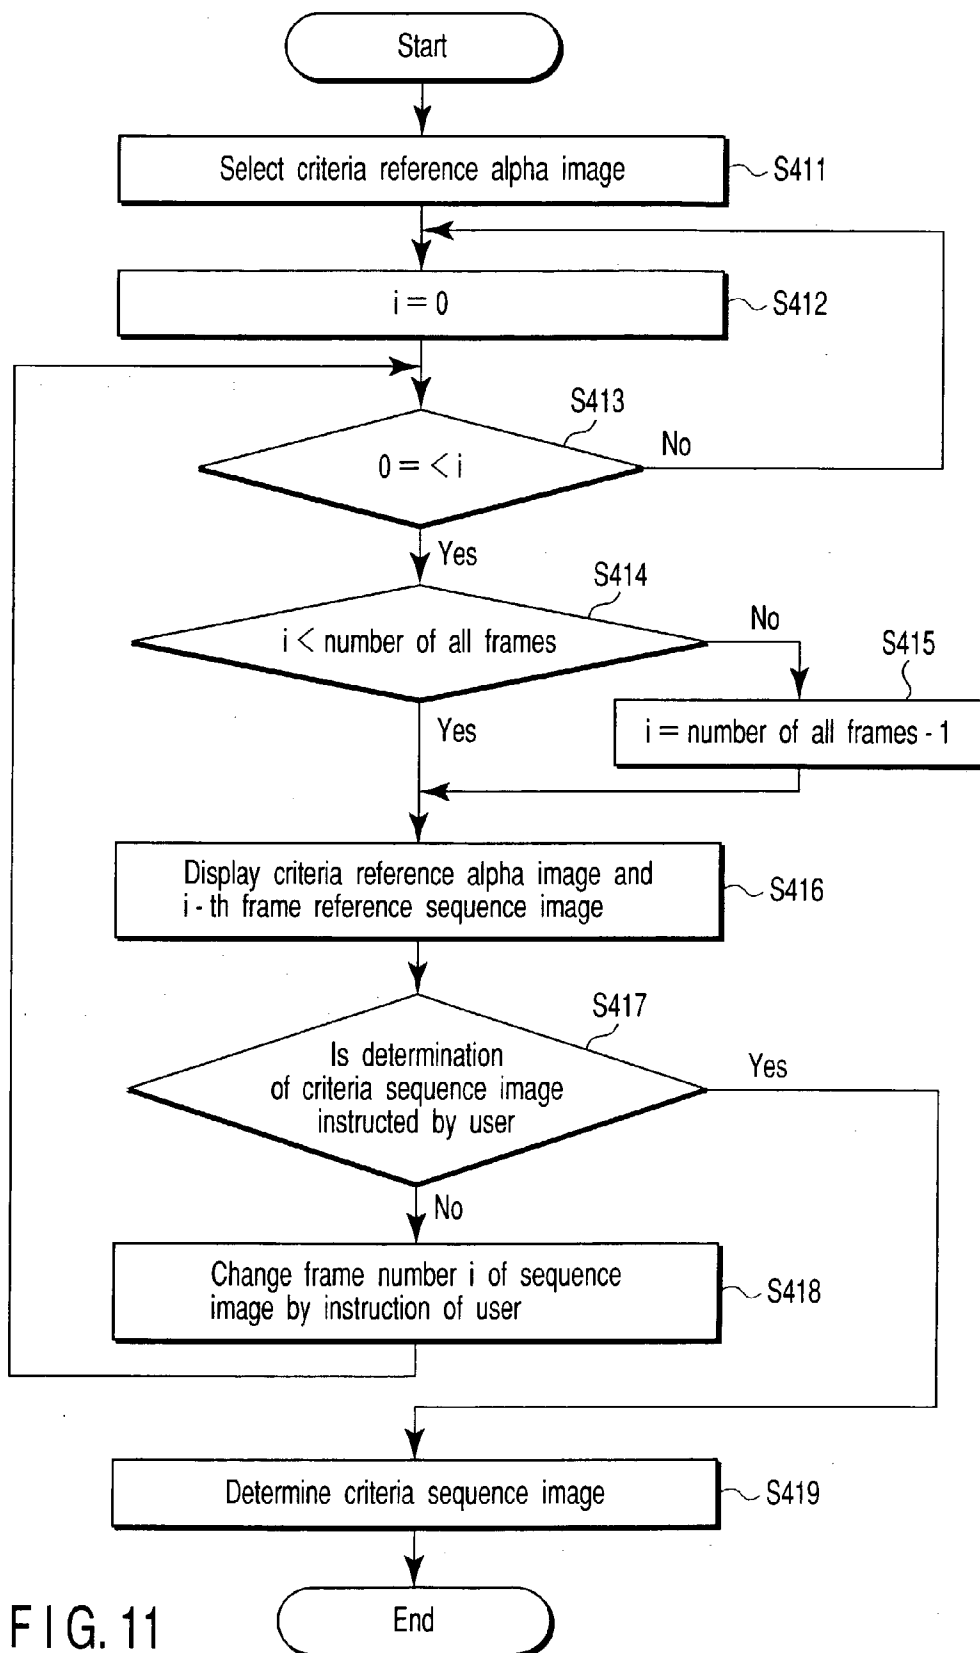 Start
Select criteria reference alpha image
S411
i = 0
S412
S413
0 = < i
No
Yes
S414
i < number of all frames
No
S415
Yes
i = number of all frames - 1
Display criteria reference alpha image and
i - th frame reference sequence image
S416
S417
Is determination
of criteria sequence image
instructed by user
Yes
No
Change frame number i of sequence
image by instruction of user
S418
Determine criteria sequence image
S419
End
FIG. 11